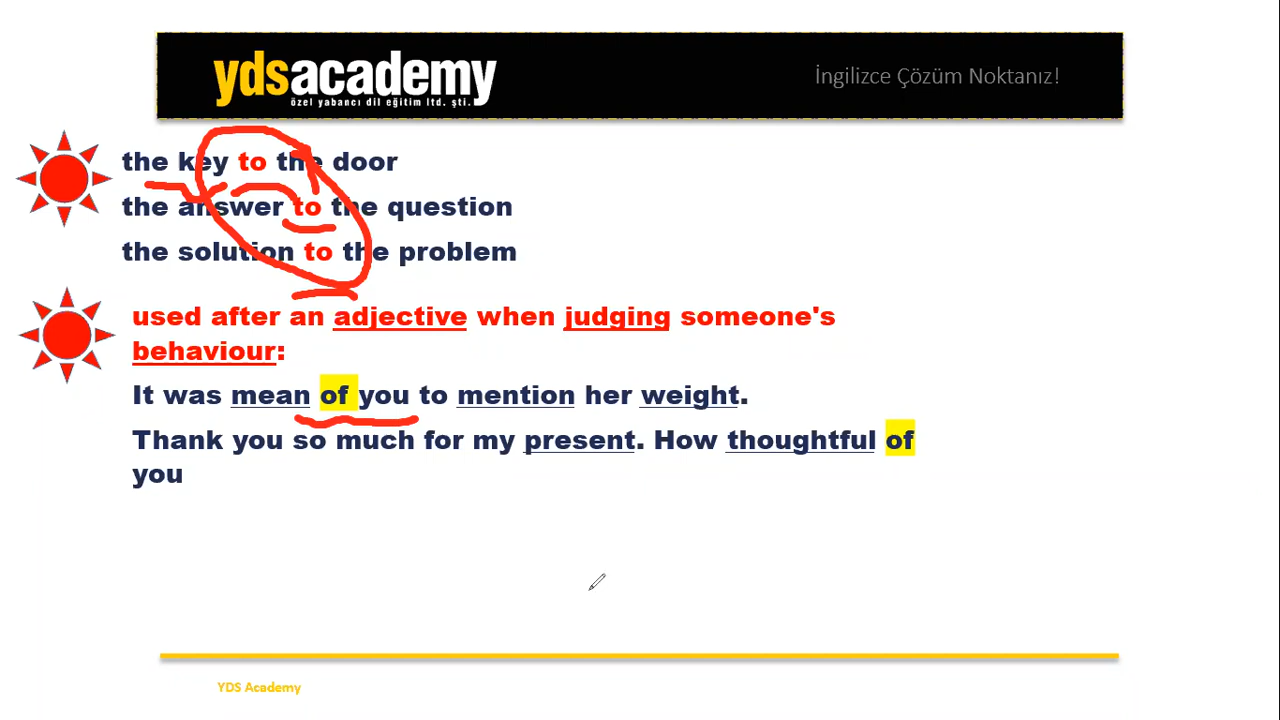 ydsacademy
özel yabancı dil eğitim ltd. şti.
İngilizce Çözüm Noktanız!
the key to the door
the answer to the question
the solution to the problem
used after an adjective when judging someone's
behaviour:
It was mean of you to mention her weight.
Thank you so much for my present. How thoughtful of
you
YDS Academy